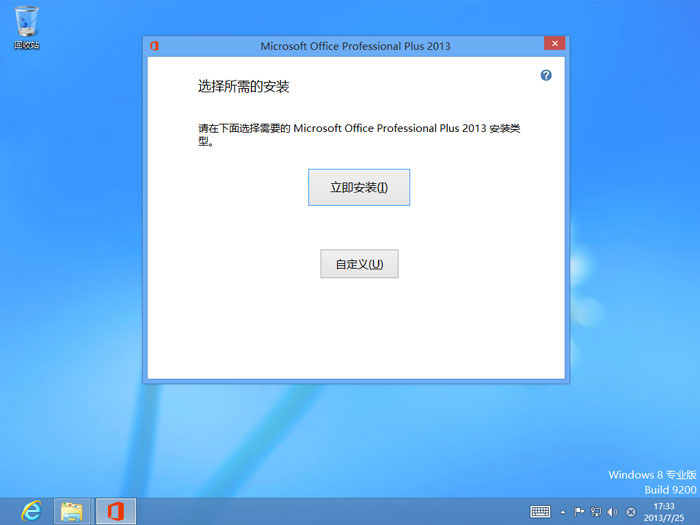 回收站
Microsoft Office Professional Plus 2013
选择所需的安装
请在下面选择需要的 Microsoft Office Professional Plus 2013 安装类
型。
立即安装(I)
自定义(U)
Windows 8 专业版
Build 9200
17:33
2013/7/25